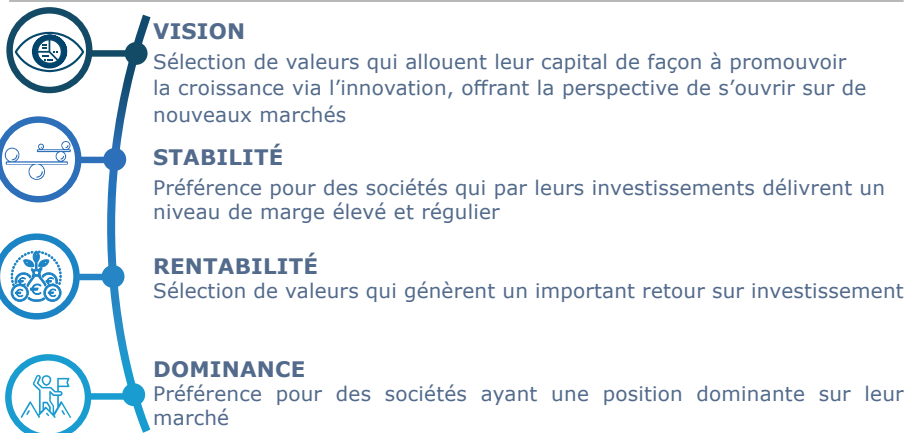 VISION
Sélection de valeurs qui allouent leur capital de façon à promouvoir
la croissance via l’innovation, offrant la perspective de s’ouvrir sur de
nouveaux marchés
STABILITÉ
Préférence pour des sociétés qui par leurs investissements délivrent un
niveau de marge élevé et régulier
RENTABILITÉ
Sélection de valeurs qui génèrent un important retour sur investissement
DOMINANCE
Préférence pour des sociétés ayant une position dominante sur leur
marché